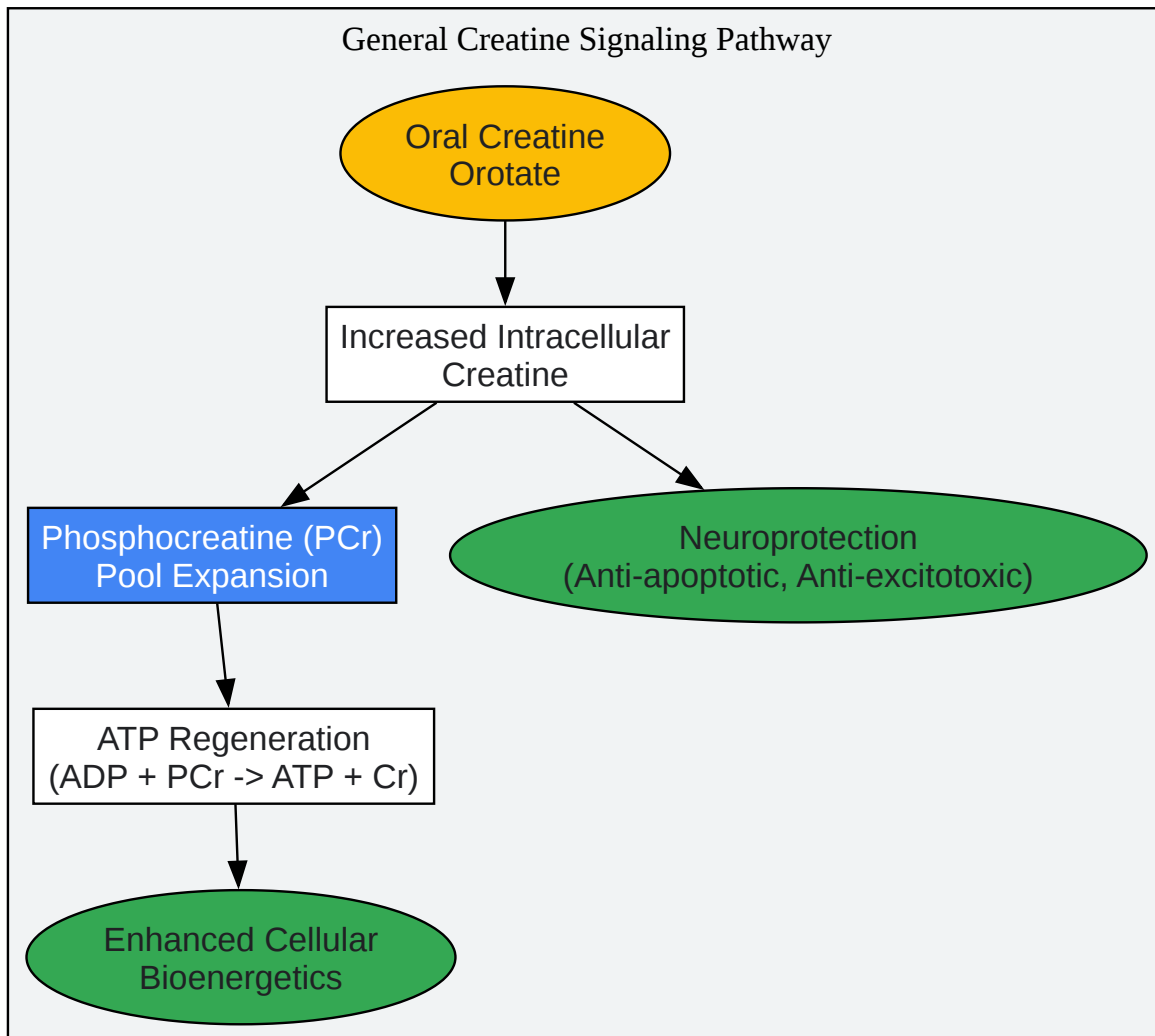 General Creatine Signaling Pathway
Oral Creatine
Orotate
Increased Intracellular
Creatine
Phosphocreatine (PCr)
Pool Expansion
Neuroprotection
(Anti-apoptotic, Anti-excitotoxic)
ATP Regeneration
(ADP + PCr -> ATP + Cr)
Enhanced Cellular
Bioenergetics